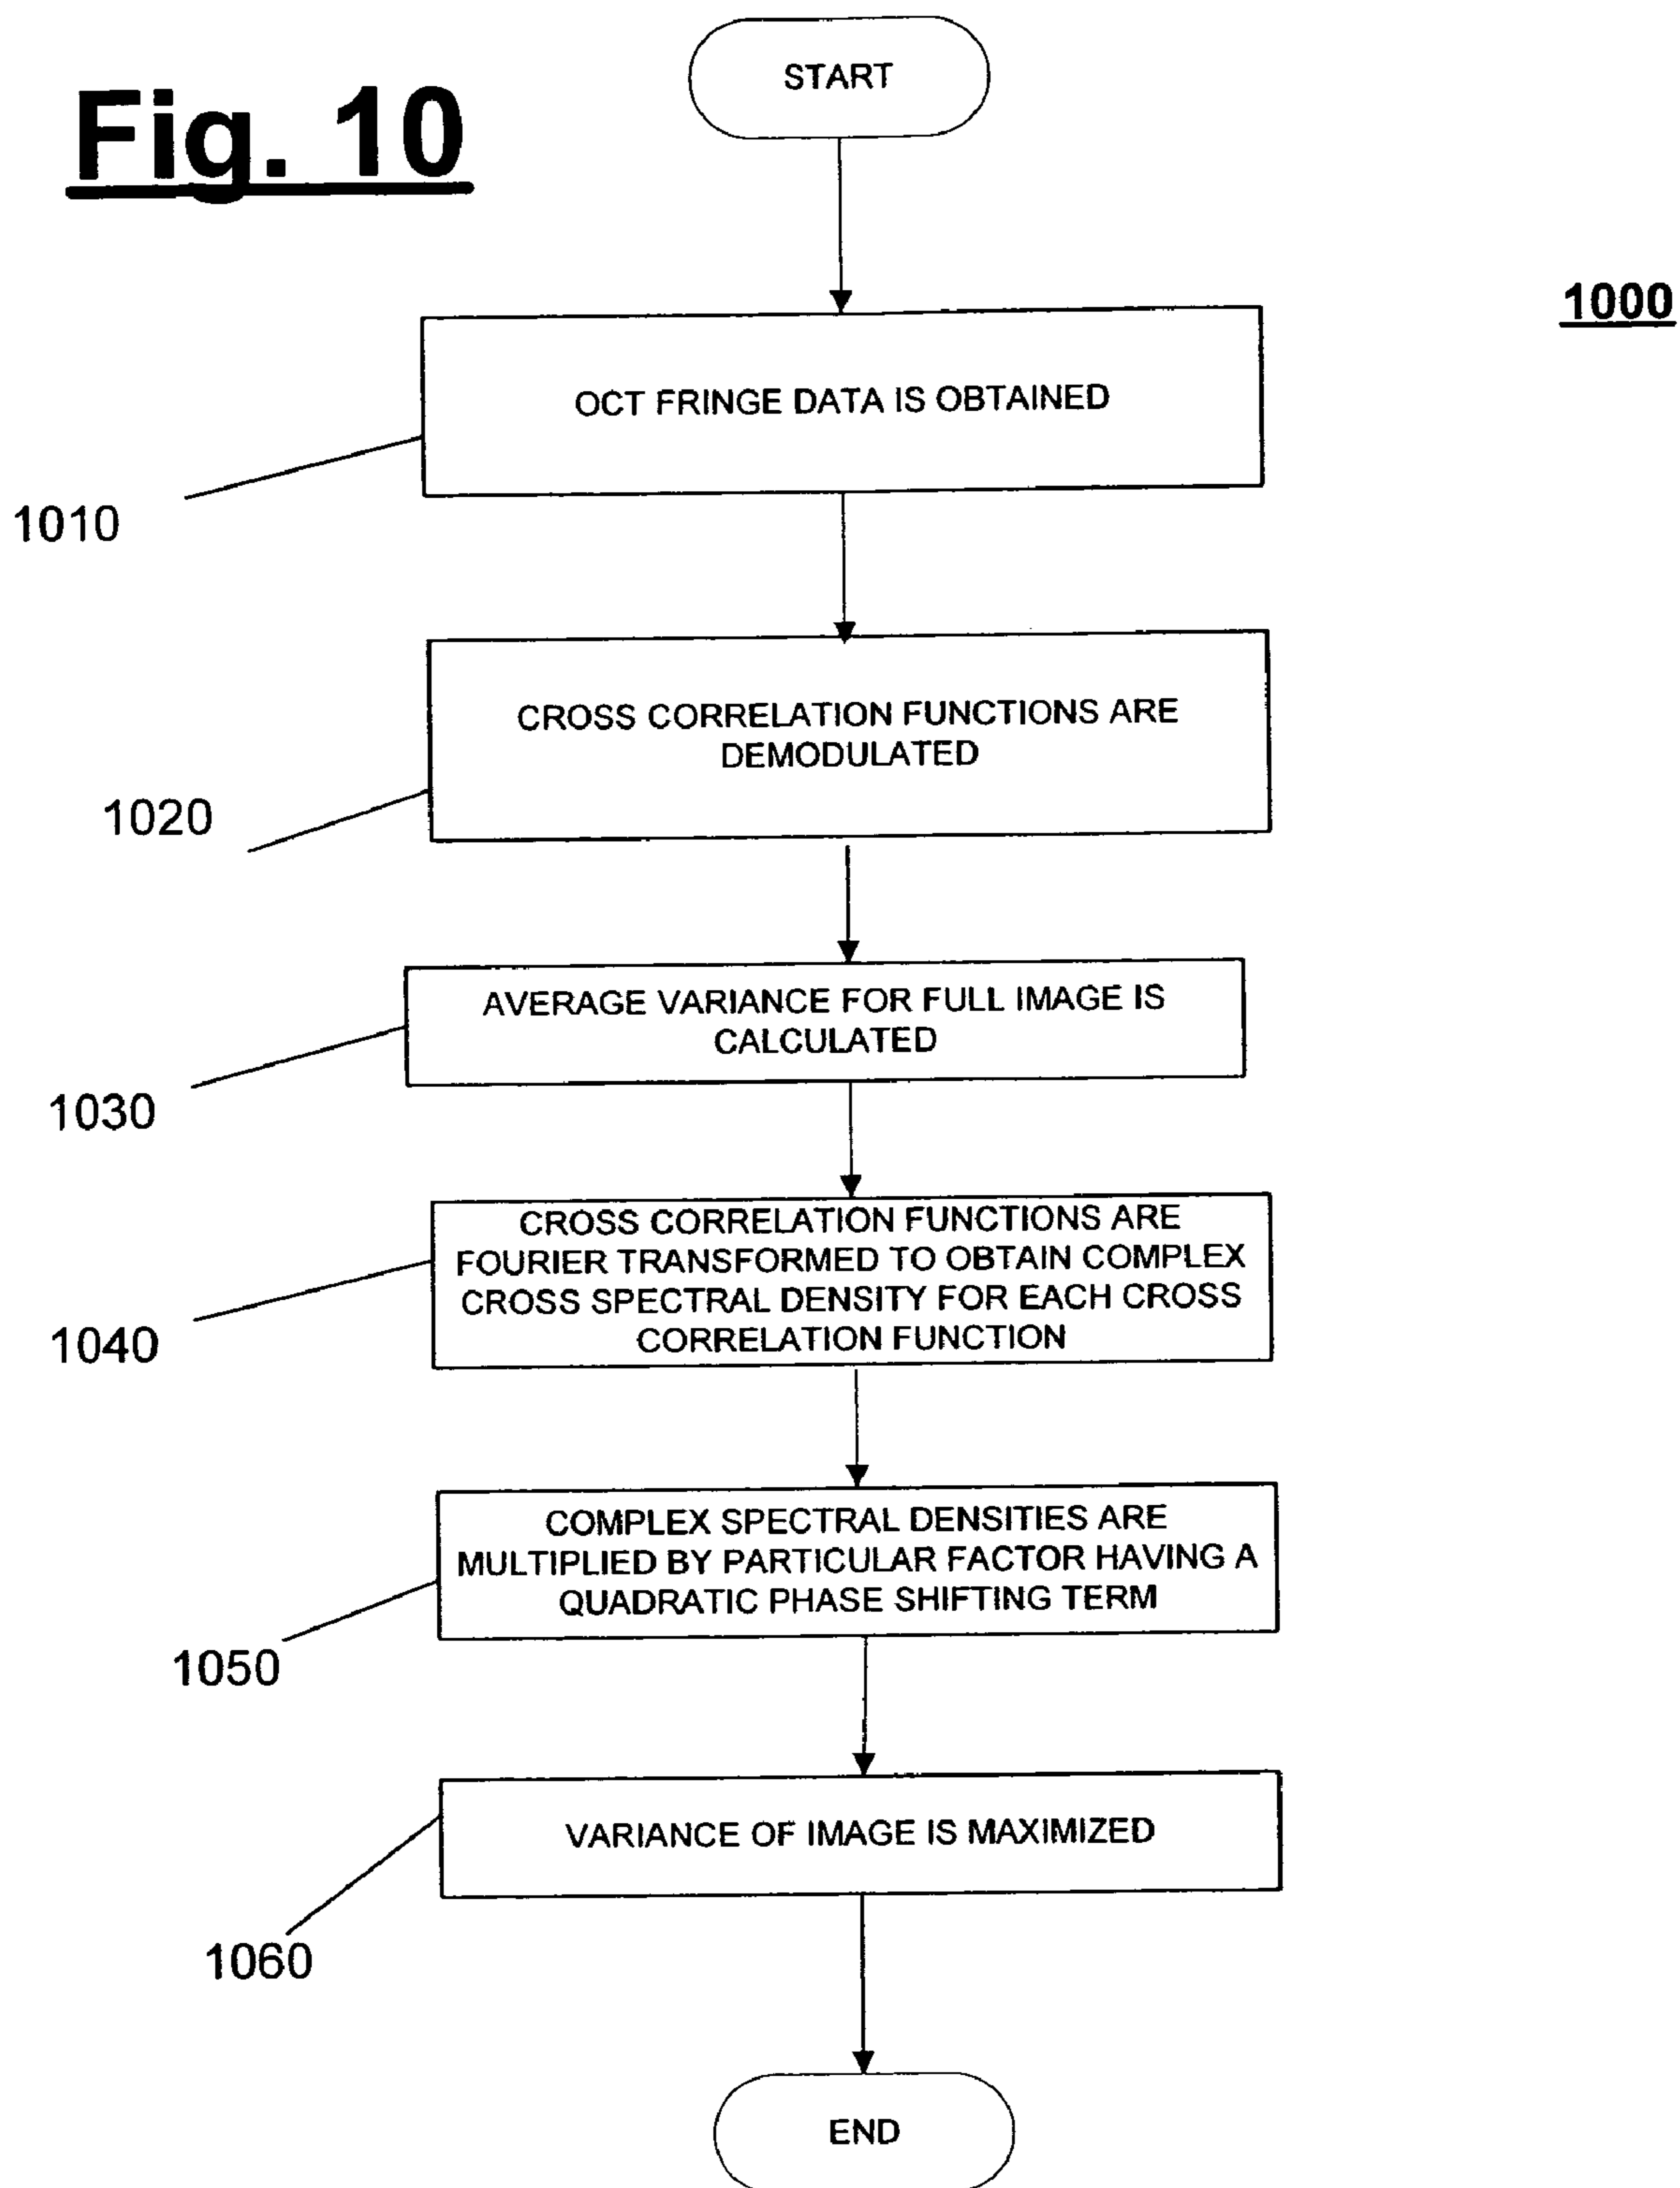 Fig. 10
START
1000
OCT FRINGE DATA IS OBTAINED
1010
CROSS CORRELATION FUNCTIONS ARE
DEMODULATED
1020
AVERAGE VARIANCE FOR FULL IMAGE IS
CALCULATED
1030
CROSS CORRELATION FUNCTIONS ARE
FOURIER TRANSFORMED TO OBTAIN COMPLEX
CROSS SPECTRAL DENSITY FOR EACH CROSS
CORRELATION FUNCTION
1040
COMPLEX SPECTRAL DENSITIES ARE
MULTIPLIED BY PARTICULAR FACTOR HAVING A
QUADRATIC PHASE SHIFTING TERM
1050
VARIANCE OF IMAGE IS MAXIMIZED
1060
END